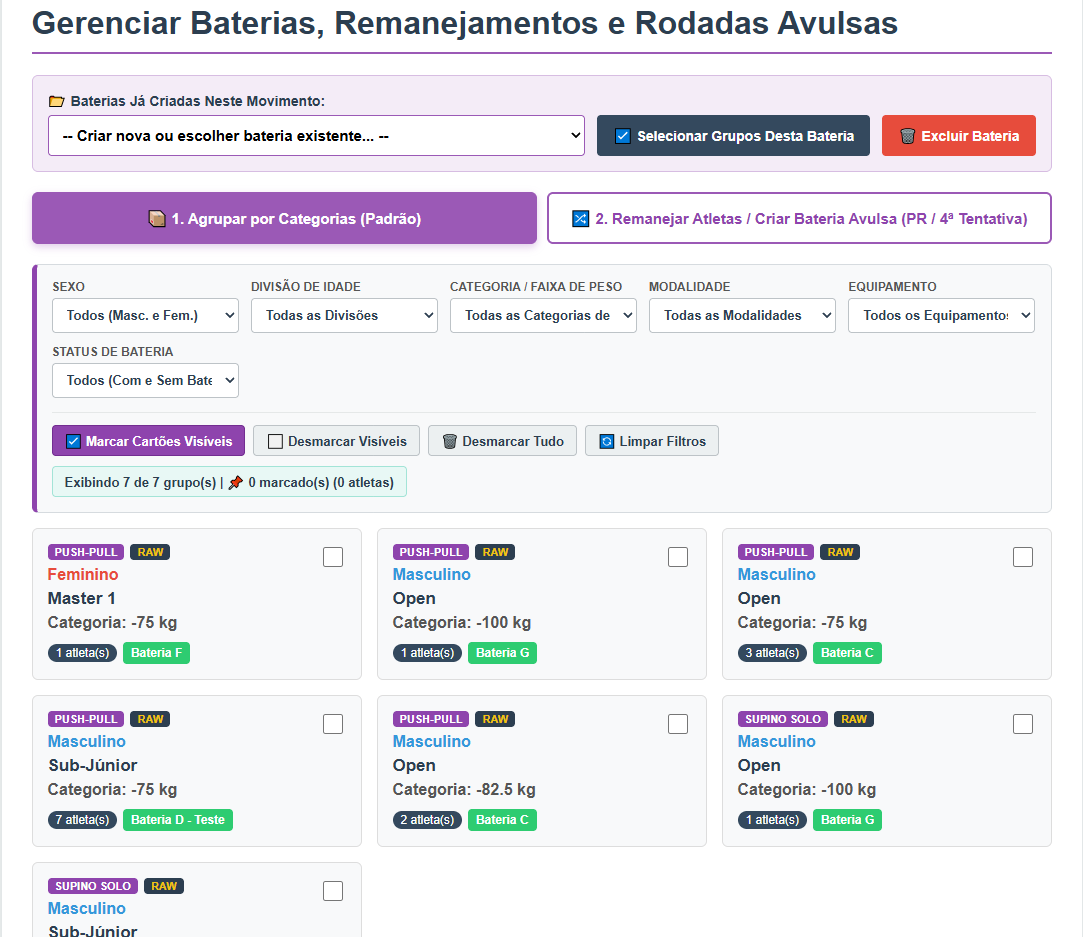 Gerenciar Baterias, Remanejamentos e Rodadas Avulsas
📂 Baterias Já Criadas Neste Movimento:
-- Criar nova ou escolher bateria existente... --
☑ Selecionar Grupos Desta Bateria
🗑 Excluir Bateria
📦 1. Agrupar por Categorias (Padrão)
🔀 2. Remanejar Atletas / Criar Bateria Avulsa (PR / 4ª Tentativa)
SEXO
Todos (Masc. e Fem.)
DIVISÃO DE IDADE
Todas as Divisões
CATEGORIA / FAIXA DE PESO
Todas as Categorias de
MODALIDADE
Todas as Modalidades
EQUIPAMENTO
Todos os Equipamentos
STATUS DE BATERIA
Todos (Com e Sem Bate
☑ Marcar Cartões Visíveis
⬜ Desmarcar Visíveis
🗑 Desmarcar Tudo
🔄 Limpar Filtros
Exibindo 7 de 7 grupo(s) | 📌 0 marcado(s) (0 atletas)
PUSH-PULL RAW
Feminino
Master 1
Categoria: -75 kg
1 atleta(s) Bateria F
PUSH-PULL RAW
Masculino
Open
Categoria: -100 kg
1 atleta(s) Bateria G
PUSH-PULL RAW
Masculino
Open
Categoria: -75 kg
3 atleta(s) Bateria C
PUSH-PULL RAW
Masculino
Sub-Júnior
Categoria: -75 kg
7 atleta(s) Bateria D - Teste
PUSH-PULL RAW
Masculino
Open
Categoria: -82.5 kg
2 atleta(s) Bateria C
SUPINO SOLO RAW
Masculino
Open
Categoria: -100 kg
1 atleta(s) Bateria G
SUPINO SOLO RAW
Masculino
Sub-Júnior